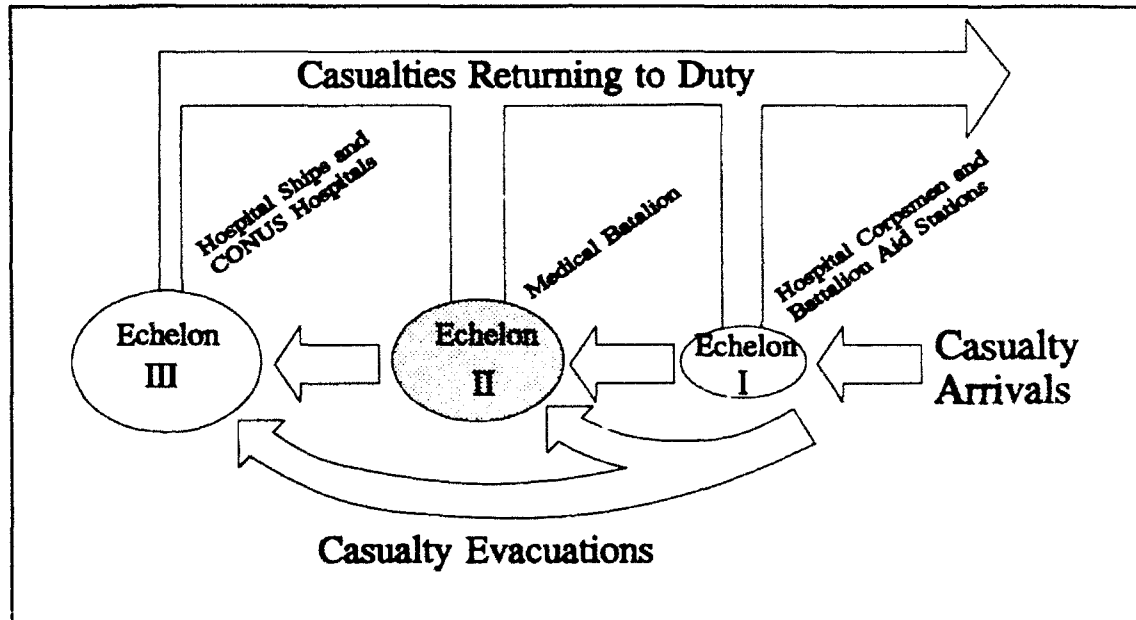 Casualties Returning to Duty
Hospital Ships and
CONUS Hospitals
Medical Batalion
Hospital Corpsmen and
Battalion Aid Stations
Echelon
III
Echelon
II
Echelon
I
Casualty
Arrivals
Casualty Evacuations